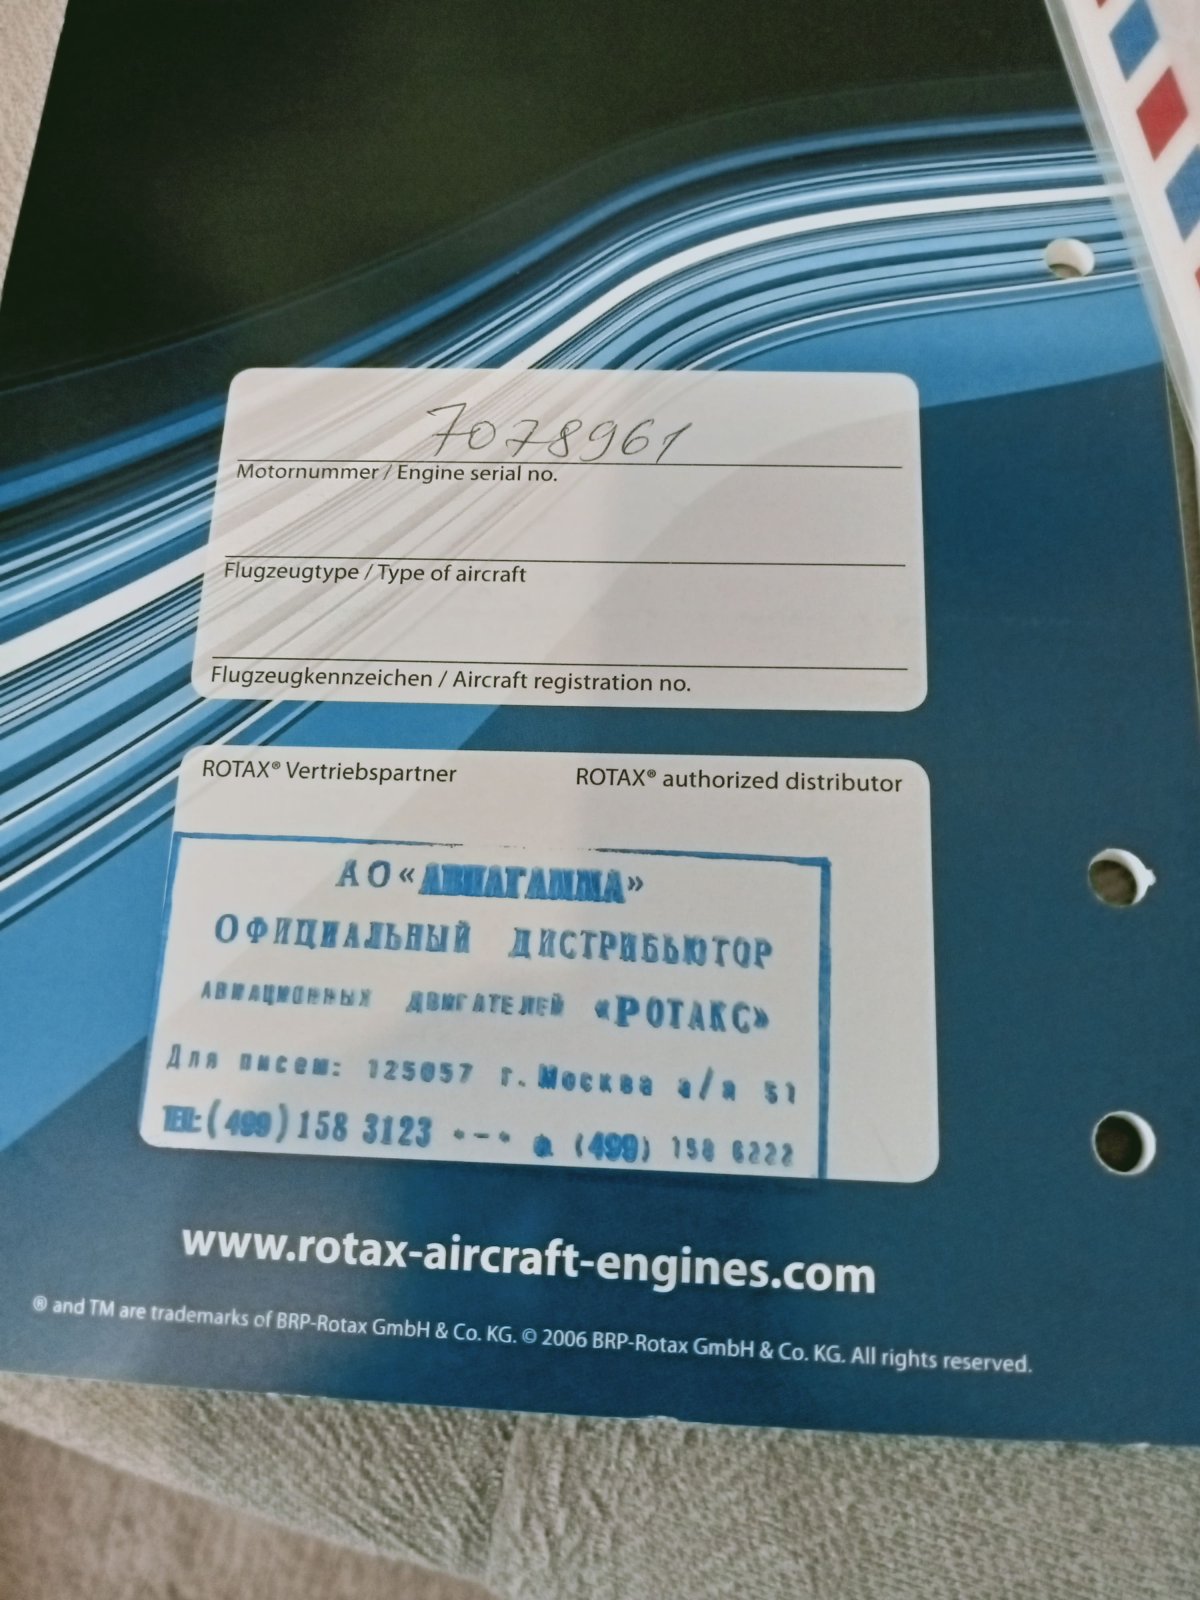 7078961
Motornummer / Engine serial no.
Flugzeugtype / Type of aircraft
Flugzeugkennzeichen / Aircraft registration no.
ROTAX® Vertriebspartner ROTAX® authorized distributor
АО «АВИАГАММА»
ОФИЦИАЛЬНЫЙ ДИСТРИБЬЮТОР
АВИАЦИОННЫХ ДВИГАТЕЛЕЙ «РОТАКС»
Для писем: 125057 г. Москва а/я 51
ТЕЛ: (499) 158 3123 *-* (499) 158 6222
www.rotax-aircraft-engines.com
® and TM are trademarks of BRP-Rotax GmbH & Co. KG. © 2006 BRP-Rotax GmbH & Co. KG. All rights reserved.